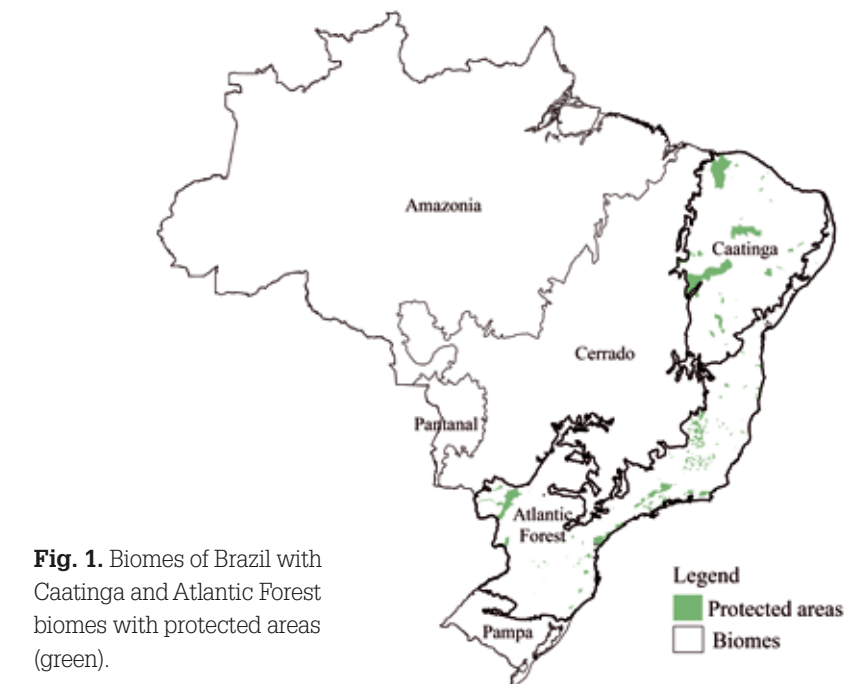 Amazonia
Caatinga
Cerrado
Pantanal
Atlantic
Forest
Pampa
Fig. 1. Biomes of Brazil with
Caatinga and Atlantic Forest
biomes with protected areas
(green).
Legend
Protected areas
Biomes